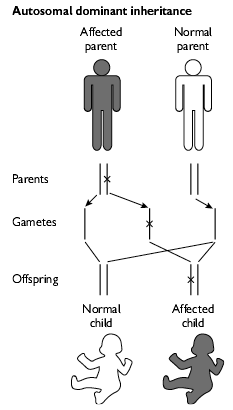 Autosomal dominant inheritance
Affected parent
Normal parent
Parents
Gametes
Offspring
Normal child
Affected child